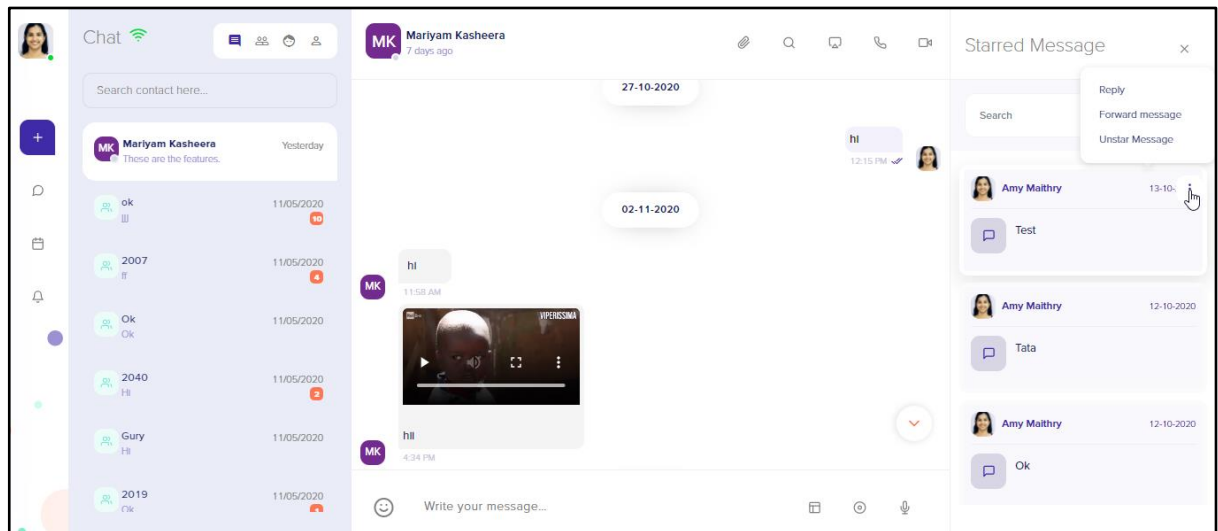 Chat
Search contact here...
MK
Mariyam Kasheera
Yesterday
These are the features.
ok
11/05/2020
jjj
10
2007
11/05/2020
ff
4
Ok
11/05/2020
Ok
2040
11/05/2020
Hi
2
Gury
11/05/2020
Hi
2019
11/05/2020
Ok
MK
Mariyam Kasheera
7 days ago
27-10-2020
hi
12:15 PM
02-11-2020
hi
MK
11:58 AM
VIPERISSIMA
hii
MK
4:34 PM
Write your message...
Starred Message
Reply
Forward message
Unstar Message
Search
Amy Maithry
13-10-
Test
Amy Maithry
12-10-2020
Tata
Amy Maithry
12-10-2020
Ok